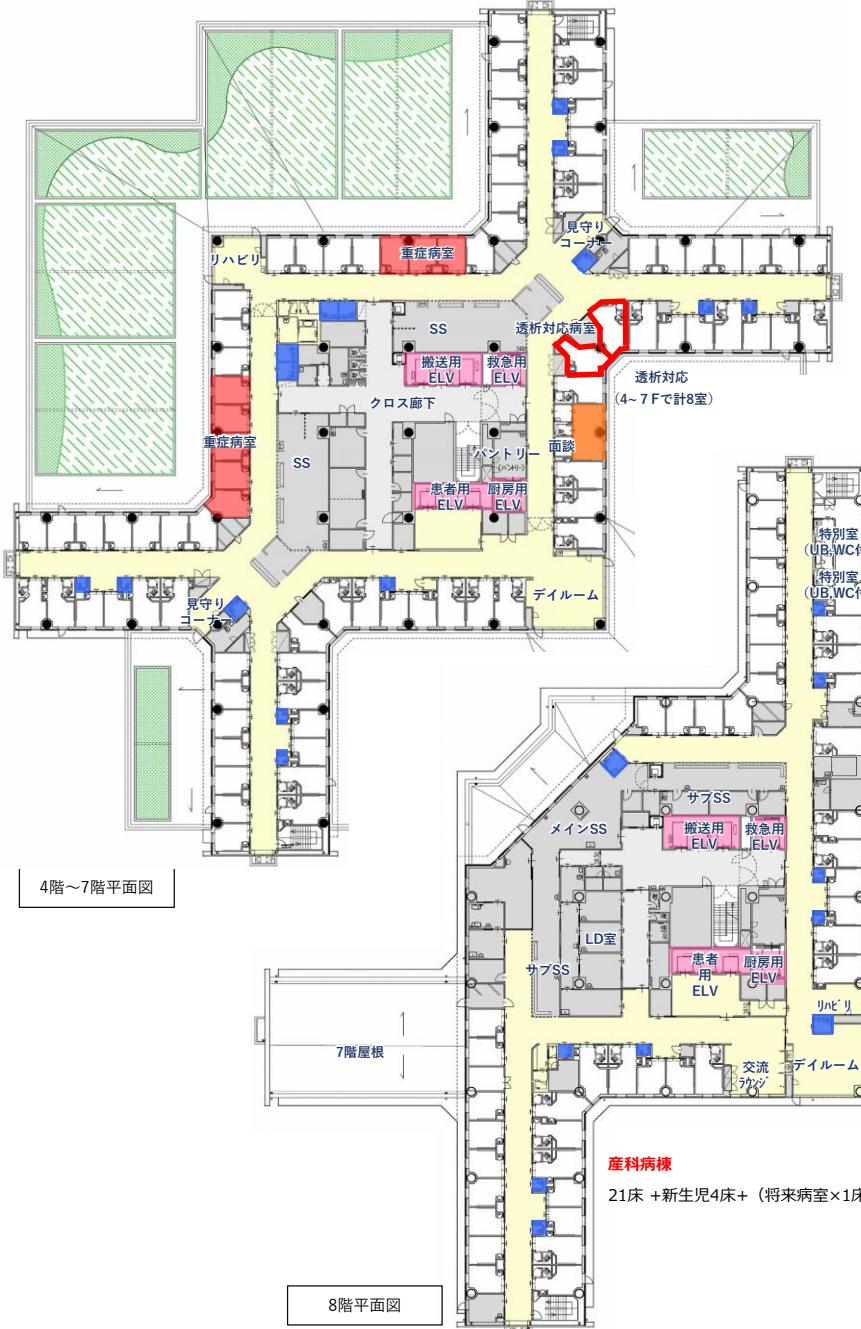 見守り
コーナー
リハビリ
重症病室
SS
透析対応病室
搬送用
ELV
救急用
ELV
透析対応
（4~７Fで計8室）
クロス廊下
重症病室
SS
パントリー
面談
患者用
ELV
厨房用
ELV
デイルーム
見守り
コーナー
4階～7階平面図
特別室
（UB,WC付
特別室
（UB,WC付
サブSS
メインSS
搬送用
ELV
救急用
ELV
LD室
サブSS
患者
用
ELV
厨房用
ELV
リハビリ
7階屋根
交流
ラウンジ
デイルーム
産科病棟
21床 +新生児4床+（将来病室×1床
8階平面図